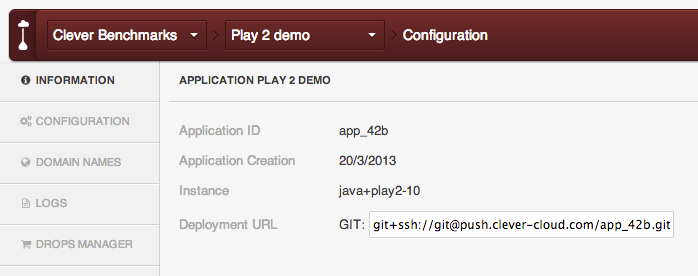 Clever Benchmarks Play 2 demo Configuration
INFORMATION
CONFIGURATION
DOMAIN NAMES
LOGS
DROPS MANAGER
APPLICATION PLAY 2 DEMO
Application ID app_42b
Application Creation 20/3/2013
Instance java+play2-10
Deployment URL GIT: git+ssh://git@push.clever-cloud.com/app_42b.git